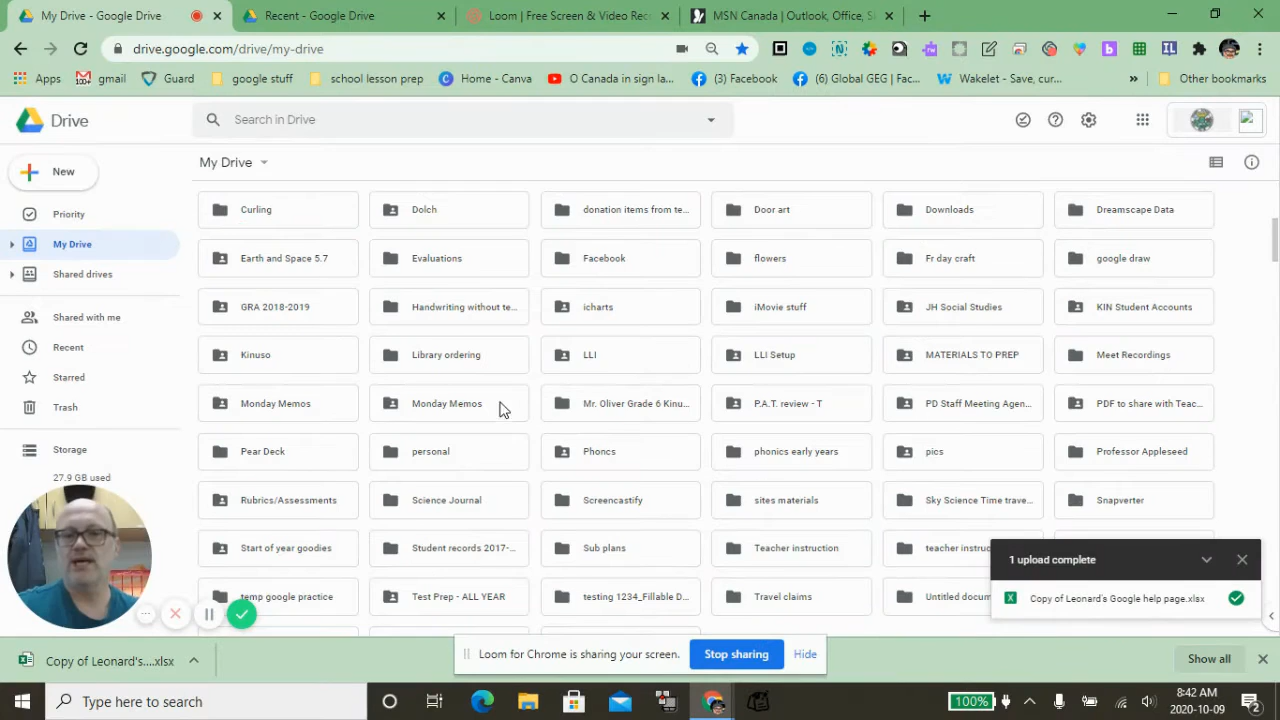 My Drive - Google Drive
Recent - Google Drive
Loom | Free Screen & Video Rec
MSN Canada | Outlook, Office, S
drive.google.com/drive/my-drive
Apps
gmail
Guard
google stuff
school lesson prep
Home - Canva
O Canada in sign la...
(3) Facebook
(6) Global GEG | Fac...
Wakelet - Save, cur...
Other bookmarks
Drive
Search in Drive
New
My Drive
Priority
My Drive
Shared drives
Shared with me
Recent
Starred
Trash
Storage
27.9 GB used
Curling
Dolch
donation items from te...
Door art
Downloads
Dreamscape Data
Earth and Space 5.7
Evaluations
Facebook
flowers
Fr day craft
google draw
GRA 2018-2019
Handwriting without te...
icharts
iMovie stuff
JH Social Studies
KIN Student Accounts
Kinuso
Library ordering
LLI
LLI Setup
MATERIALS TO PREP
Meet Recordings
Monday Memos
Monday Memos
Mr. Oliver Grade 6 Kinu...
P.A.T. review - T
PD Staff Meeting Agen...
PDF to share with Teac...
Pear Deck
personal
Phoncs
phonics early years
pics
Professor Appleseed
Rubrics/Assessments
Science Journal
Screencastify
sites materials
Sky Science Time trave...
Snapverter
Start of year goodies
Student records 2017-...
Sub plans
Teacher instruction
teacher instruc
temp google practice
Test Prep - ALL YEAR
testing 1234_Fillable D...
Travel claims
Untitled docum
1 upload complete
Copy of Leonard's Google help page.xlsx
Loom for Chrome is sharing your screen.
Stop sharing
Hide
Copy of Leonard's....xlsx
Show all
Type here to search
100%
8:42 AM
2020-10-09
2